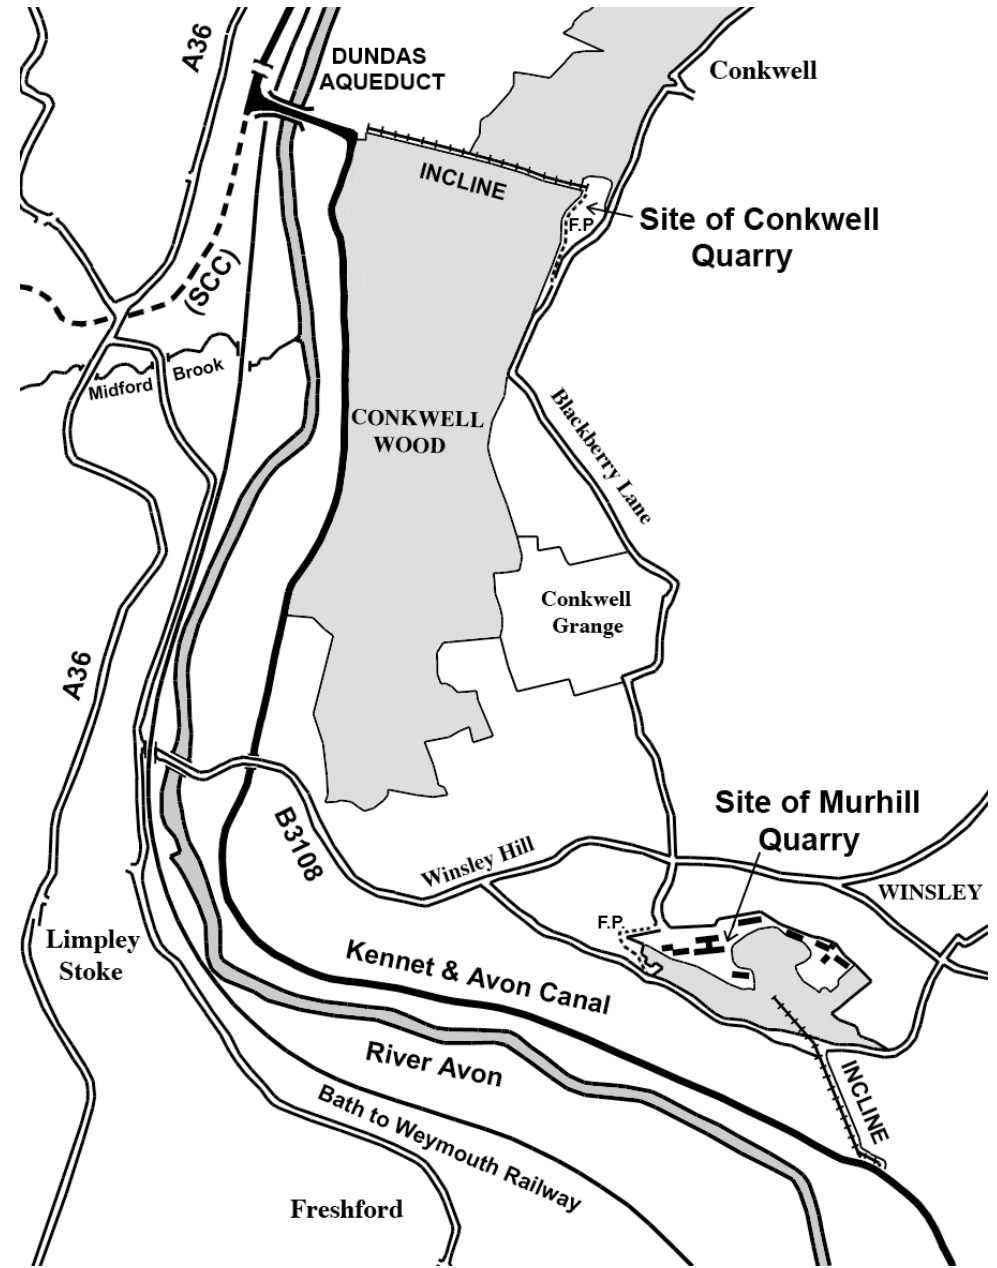 A36
DUNDAS
AQUEDUCT
Conkwell
INCLINE
Site of Conkwell
Quarry
F.P
(SCC)
Midford Brook
CONKWELL
WOOD
Blackberry Lane
Conkwell
Grange
A36
Site of Murhill
Quarry
B3108
Winsley Hill
WINSLEY
F.P.
Limpley
Stoke
Kennet & Avon Canal
River Avon
INCLINE
Bath to Weymouth Railway
Freshford